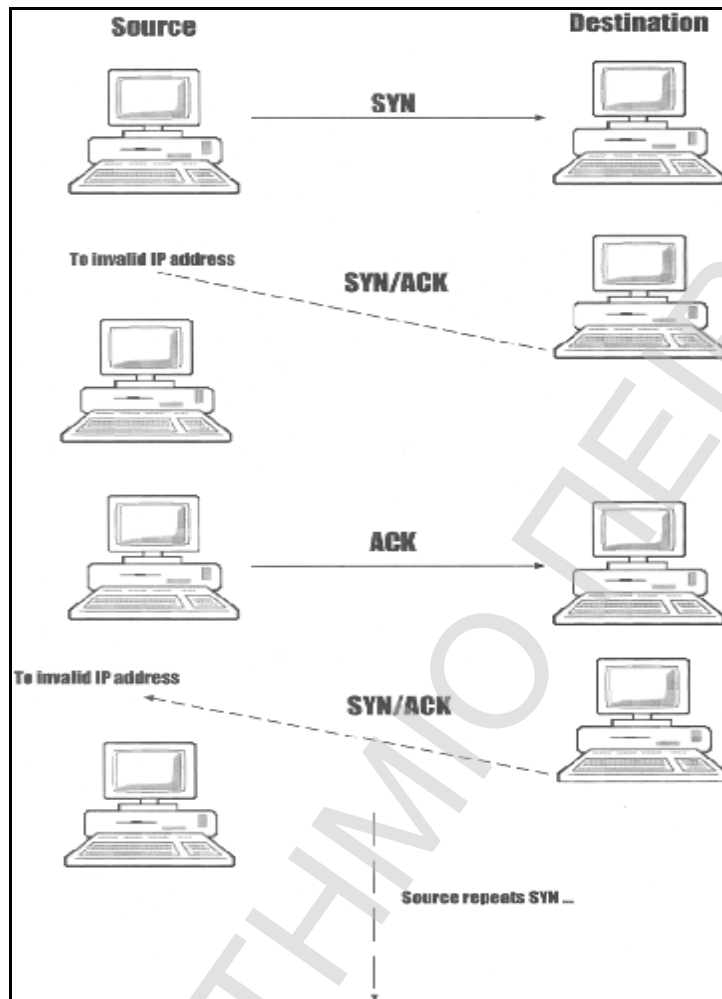 Source
Destination
SYN
To invalid IP address
SYN/ACK
ACK
To invalid IP address
SYN/ACK
Source repeats SYN ...